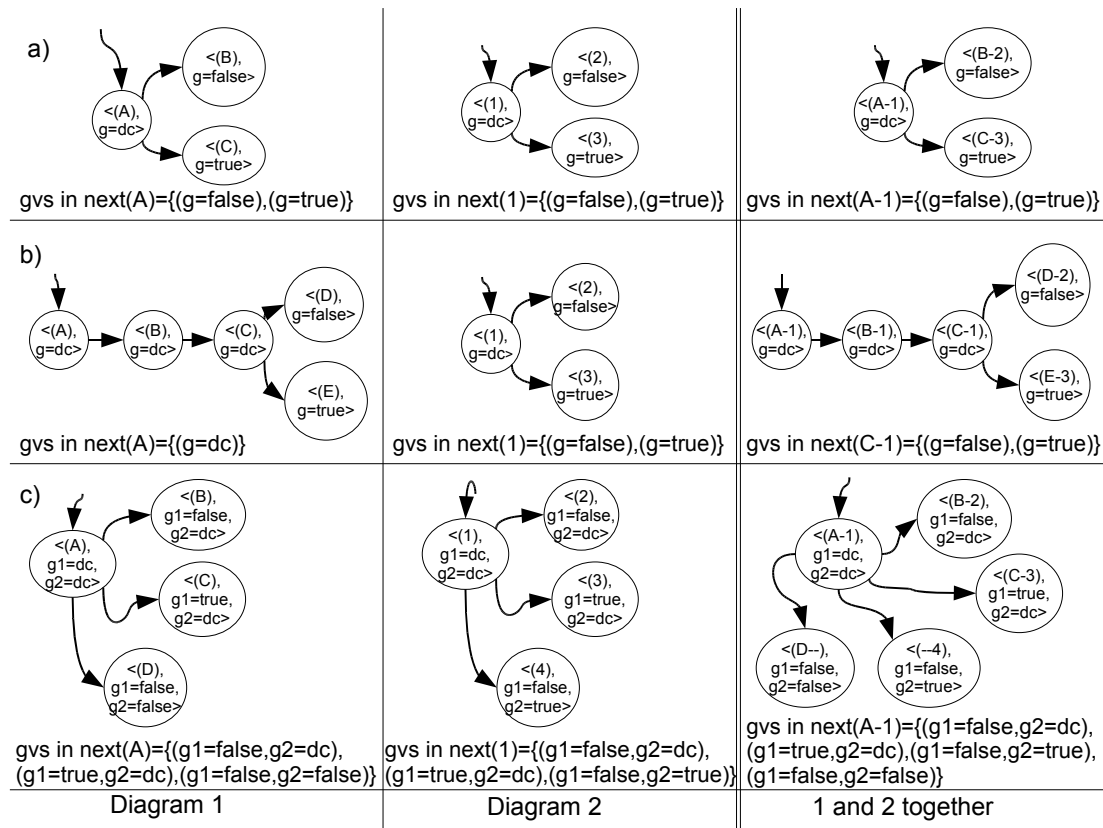 a)
<(B),
g=false>
<(A),
g=dc>
<(C),
g=true>
gvs in next(A)={(g=false),(g=true)}
<(2),
g=false>
<(1),
g=dc>
<(3),
g=true>
gvs in next(1)={(g=false),(g=true)}
<(B-2),
g=false>
<(A-1),
g=dc>
<(C-3),
g=true>
gvs in next(A-1)={(g=false),(g=true)}
b)
<(A),
g=dc>
<(B),
g=dc>
<(C),
g=dc>
<(D),
g=false>
<(E),
g=true>
gvs in next(A)={(g=dc)}
<(2),
g=false>
<(1),
g=dc>
<(3),
g=true>
gvs in next(1)={(g=false),(g=true)}
<(A-1),
g=dc>
<(B-1),
g=dc>
<(C-1),
g=dc>
<(D-2),
g=false>
<(E-3),
g=true>
gvs in next(C-1)={(g=false),(g=true)}
c)
<(B),
g1=false,
g2=dc>
<(A),
g1=dc,
g2=dc>
<(C),
g1=true,
g2=dc>
<(D),
g1=false,
g2=false>
gvs in next(A)={(g1=false,g2=dc),
(g1=true,g2=dc),(g1=false,g2=false)}
<(2),
g1=false,
g2=dc>
<(1),
g1=dc,
g2=dc>
<(3),
g1=true,
g2=dc>
<(4),
g1=false,
g2=true>
gvs in next(1)={(g1=false,g2=dc),
(g1=true,g2=dc),(g1=false,g2=true)}
<(B-2),
g1=false,
g2=dc>
<(A-1),
g1=dc,
g2=dc>
<(C-3),
g1=true,
g2=dc>
<(D--),
g1=false,
g2=false>
<(--4),
g1=false,
g2=true>
gvs in next(A-1)={(g1=false,g2=dc),
(g1=true,g2=dc),(g1=false,g2=true),
(g1=false,g2=false)}
Diagram 1
Diagram 2
1 and 2 together